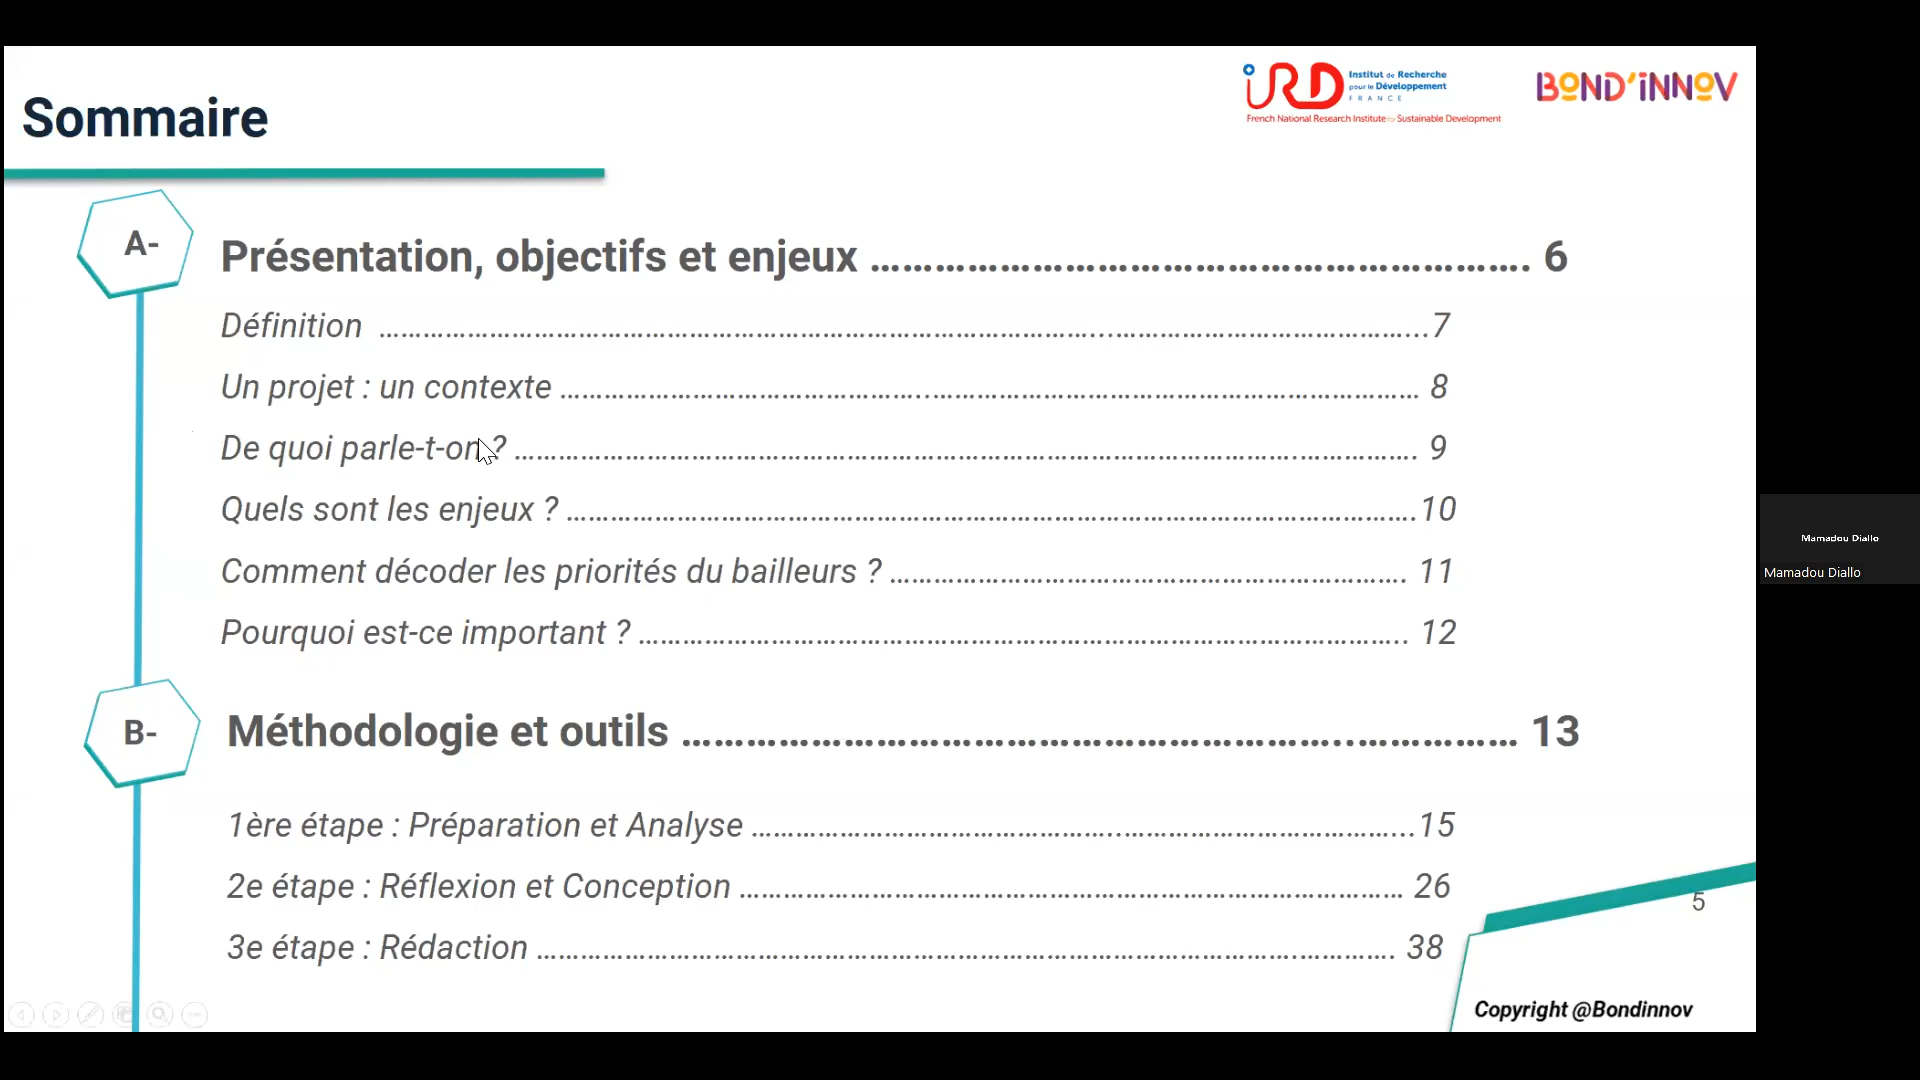 Sommaire
iRD
Institut de Recherche
pour le Développement
FRANCE
French National Research Institute for Sustainable Development
BOND'iNNOV
A-
Présentation, objectifs et enjeux ……………………………………………………. 6
Définition ……………………………………………………………..………………………...7
Un projet : un contexte ……………………………..……………………………………… 8
De quoi parle-t-on ? ……………………………………………………………….………. 9
Quels sont les enjeux ? …………………………………………………………………….10
Comment décoder les priorités du bailleurs ? ……………………………………………. 11
Pourquoi est-ce important ? …………………………………………………………….. 12
B-
Méthodologie et outils ……………………………………………………..………… 13
1ère étape : Préparation et Analyse ……………………………..……………………...15
2e étape : Réflexion et Conception ……………………………………………………… 26
3e étape : Rédaction ……………………………………………………………….………. 38
5
Copyright @Bondinnov
Mamadou Diallo
Mamadou Diallo